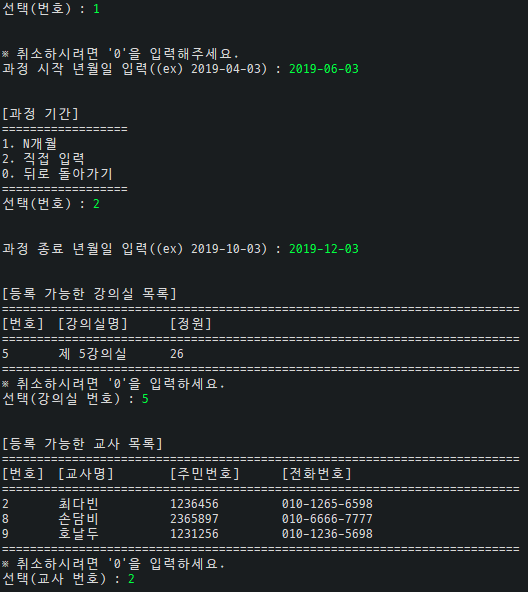 선택(번호) : 1
※ 취소하시려면 '0'을 입력해주세요.
과정 시작 년월일 입력((ex) 2019-04-03) : 2019-06-03
[과정 기간]
==================
1. N개월
2. 직접 입력
0. 뒤로 돌아가기
==================
선택(번호) : 2
과정 종료 년월일 입력((ex) 2019-10-03) : 2019-12-03
[등록 가능한 강의실 목록]
==========================================================================
[번호] [강의실명] [정원]
==========================================================================
5 제 5강의실 26
==========================================================================
※ 취소하시려면 '0'을 입력하세요.
선택(강의실 번호) : 5
[등록 가능한 교사 목록]
==========================================================================
[번호] [교사명] [주민번호] [전화번호]
==========================================================================
2 최다빈 1236456 010-1265-6598
8 손담비 2365897 010-6666-7777
9 호날두 1231256 010-1236-5698
==========================================================================
※ 취소하시려면 '0'을 입력하세요.
선택(교사 번호) : 2